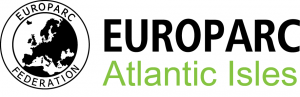 EUROPARC
FEDERATION
EUROPARC
Atlantic Isles